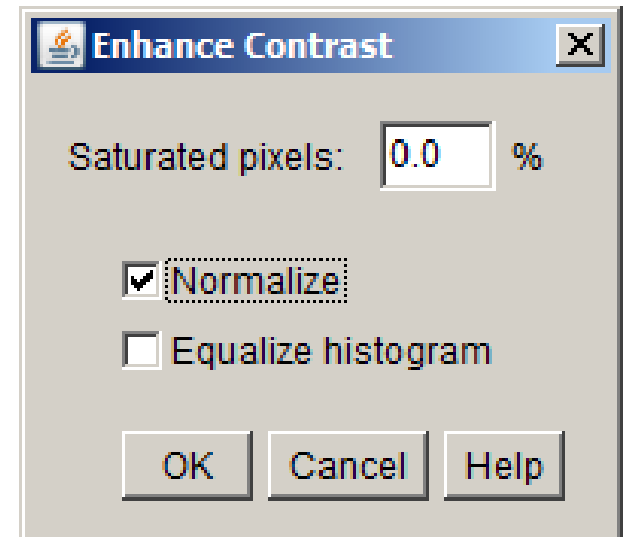 Enhance Contrast
Saturated pixels: 0.0 %
Normalize
Equalize histogram
OK Cancel Help